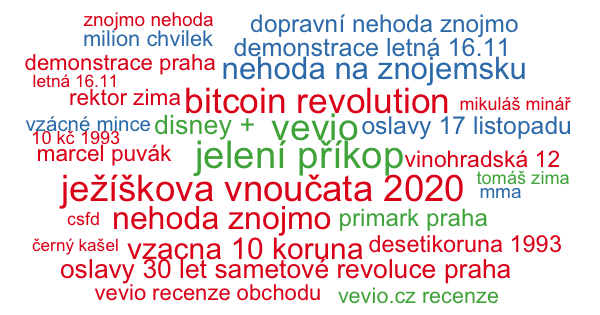 znojmo nehoda
dopravní nehoda znojmo
milion chvilek
demonstrace letná 16.11
demonstrace praha
nehoda na znojemsku
letná 16.11
rektor zima
bitcoin revolution
mikuláš minář
vzácné mince
disney +
vevio
oslavy 17 listopadu
10 kč 1993
marcel puvák
jelení příkop
vinohradská 12
ježíškova vnoučata 2020
tomáš zima
mma
csfd
nehoda znojmo
primark praha
černý kašel
vzacna 10 koruna
desetikoruna 1993
oslavy 30 let sametové revoluce praha
vevio recenze obchodu
vevio.cz recenze